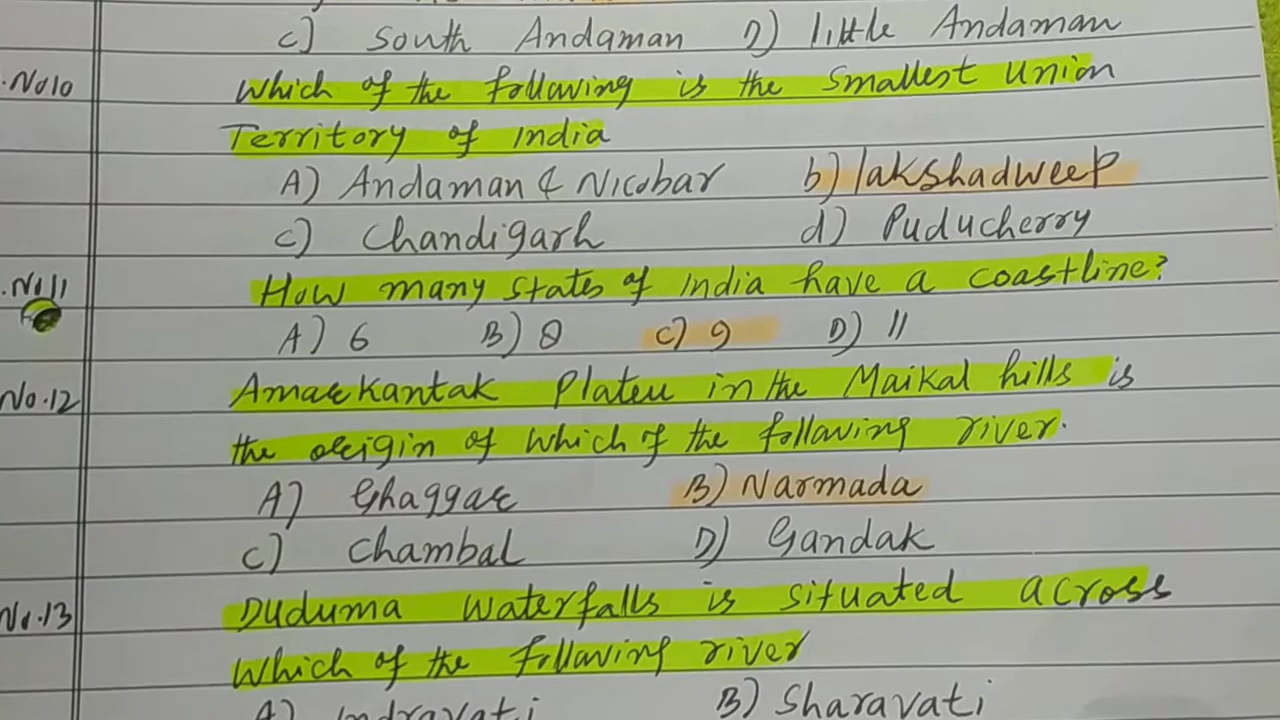 C] South Andaman D) little Andaman
.No10 Which of the following is the smallest Union
Territory of India
A) Andaman & Nicobar b) lakshadweep
C) Chandigarh d) Puducherry
.No11 How many states of India have a coastline?
A) 6 B) 8 C) 9 D) 11
No.12 Amarkantak Plateu in the Maikal hills is
the origin of which of the following river.
A) Ghaggar B) Narmada
C] Chambal D) Gandak
No.13 Duduma waterfalls is situated across
Which of the following river
A) Indravati B) Sharavati